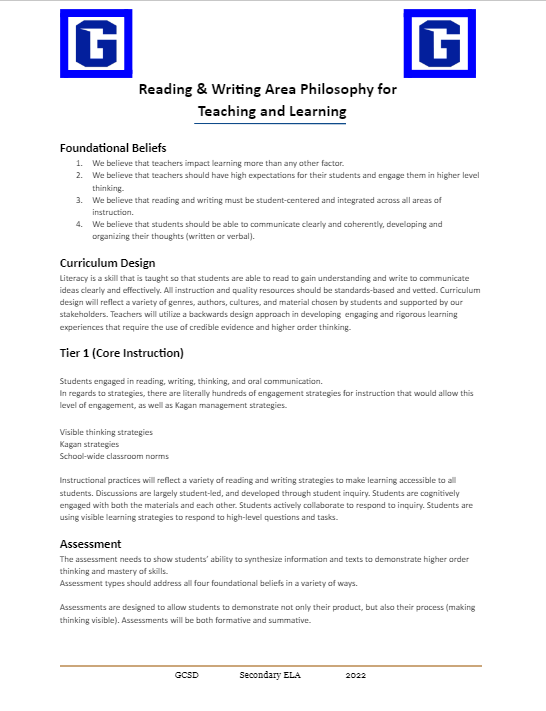 G G
Reading & Writing Area Philosophy for
Teaching and Learning
Foundational Beliefs
1. We believe that teachers impact learning more than any other factor.
2. We believe that teachers should have high expectations for their students and engage them in higher level
thinking.
3. We believe that reading and writing must be student-centered and integrated across all areas of
instruction.
4. We believe that students should be able to communicate clearly and coherently, developing and
organizing their thoughts (written or verbal).
Curriculum Design
Literacy is a skill that is taught so that students are able to read to gain understanding and write to communicate
ideas clearly and effectively. All instruction and quality resources should be standards-based and vetted. Curriculum
design will reflect a variety of genres, authors, cultures, and material chosen by students and supported by our
stakeholders. Teachers will utilize a backwards design approach in developing engaging and rigorous learning
experiences that require the use of credible evidence and higher order thinking.
Tier 1 (Core Instruction)
Students engaged in reading, writing, thinking, and oral communication.
In regards to strategies, there are literally hundreds of engagement strategies for instruction that would allow this
level of engagement, as well as Kagan management strategies.
Visible thinking strategies
Kagan strategies
School-wide classroom norms
Instructional practices will reflect a variety of reading and writing strategies to make learning accessible to all
students. Discussions are largely student-led, and developed through student inquiry. Students are cognitively
engaged with both the materials and each other. Students actively collaborate to respond to inquiry. Students are
using visible learning strategies to respond to high-level questions and tasks.
Assessment
The assessment needs to show students' ability to synthesize information and texts to demonstrate higher order
thinking and mastery of skills.
Assessment types should address all four foundational beliefs in a variety of ways.
Assessments are designed to allow students to demonstrate not only their product, but also their process (making
thinking visible). Assessments will be both formative and summative.
GCSD Secondary ELA 2022